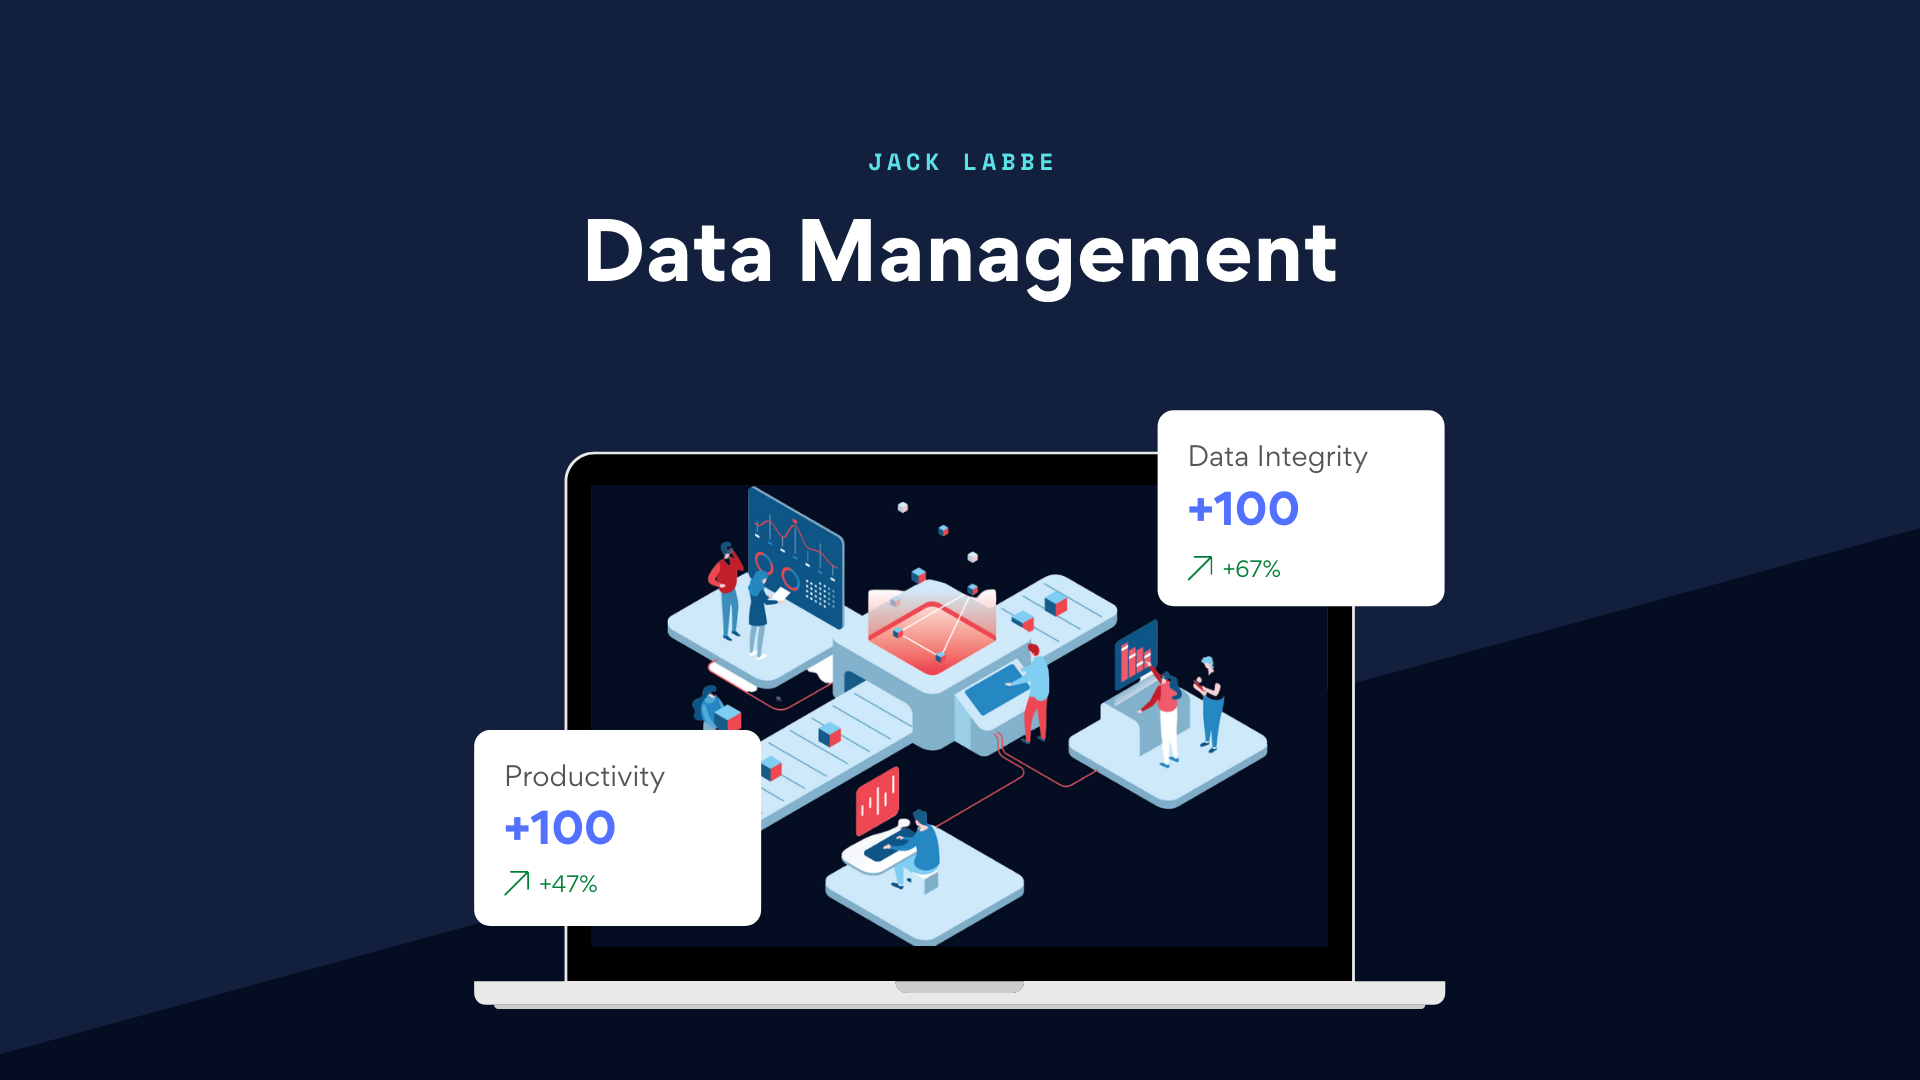 JACK LABBE
Data Management
Data Integrity
+100
+67%
Productivity
+100
+47%